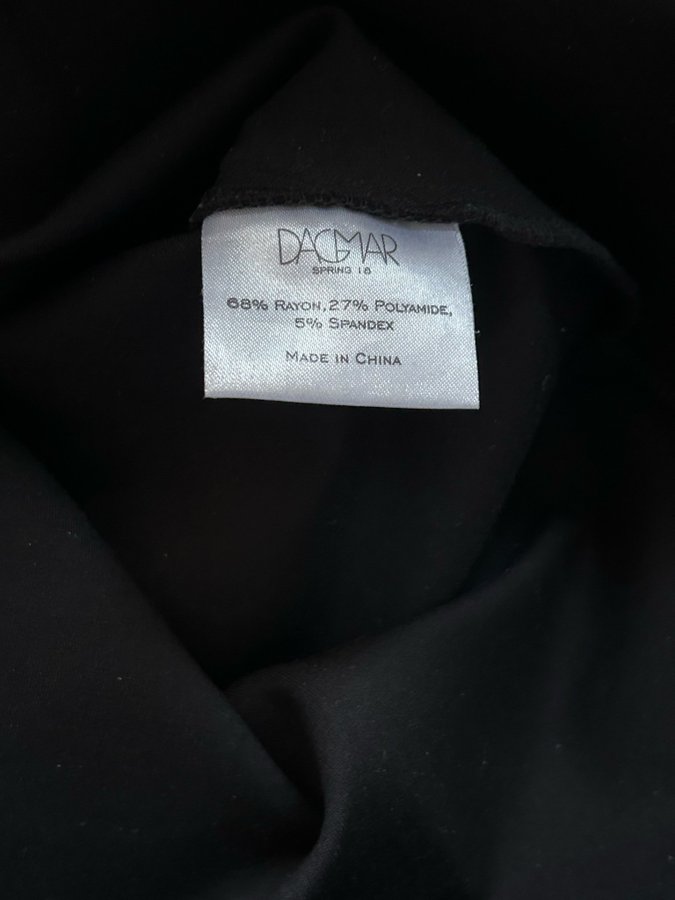 DAGMAR
SPRING 18
68% RAYON, 27% POLYAMIDE,
5% SPANDEX
MADE IN CHINA